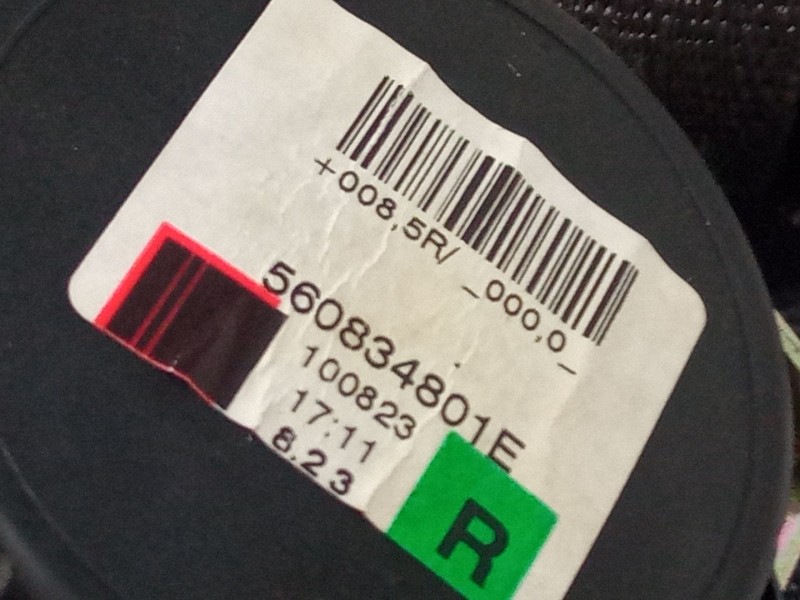 +008,5R/ _000,0_
560834801E
100823
17:11
8.23
R